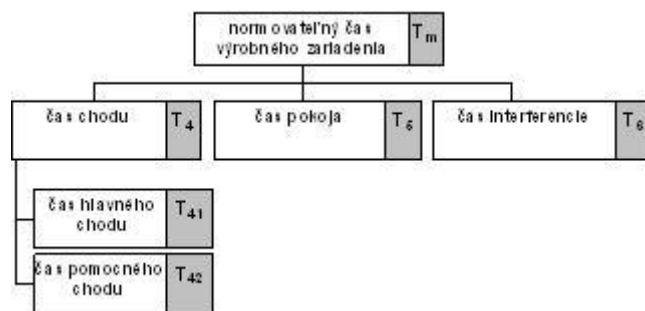 normovateľný čas
výrobného zariadenia
Tm
čas chodu
T4
čas pokoja
T5
čas interferencie
T6
čas hlavného
chodu
T41
čas pomocného
chodu
T42